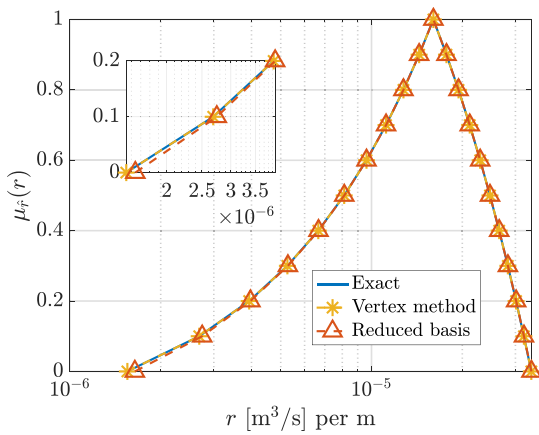 1
0.8
0.6
0.4
0.2
0
μ_r̂(r)
0.2
0.1
0
2 2.5 3 3.5
×10⁻⁶
Exact
Vertex method
Reduced basis
10⁻⁶ 10⁻⁵
r [m³/s] per m